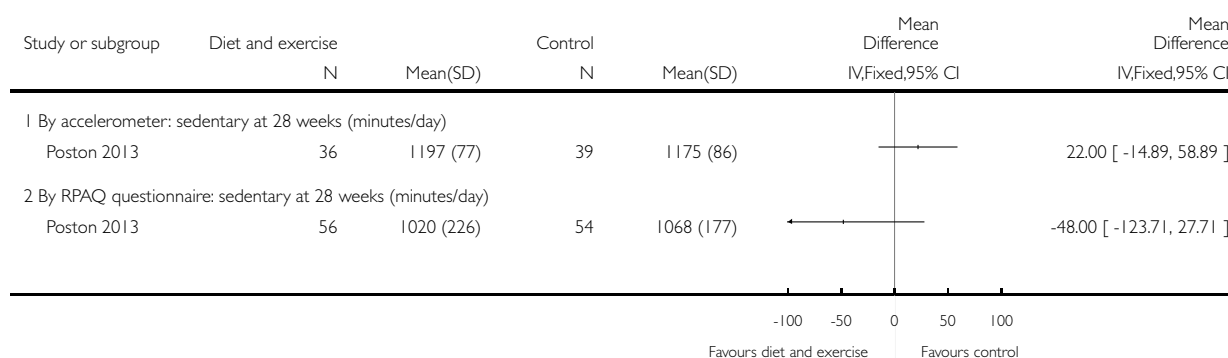 Study or subgroup Diet and exercise Control Mean Difference Mean Difference
N Mean(SD) N Mean(SD) IV,Fixed,95% CI IV,Fixed,95% CI
1 By accelerometer: sedentary at 28 weeks (minutes/day)
Poston 2013 36 1197 (77) 39 1175 (86) 22.00 [ -14.89, 58.89 ]
2 By RPAQ questionnaire: sedentary at 28 weeks (minutes/day)
Poston 2013 56 1020 (226) 54 1068 (177) -48.00 [ -123.71, 27.71 ]
-100 -50 0 50 100
Favours diet and exercise Favours control